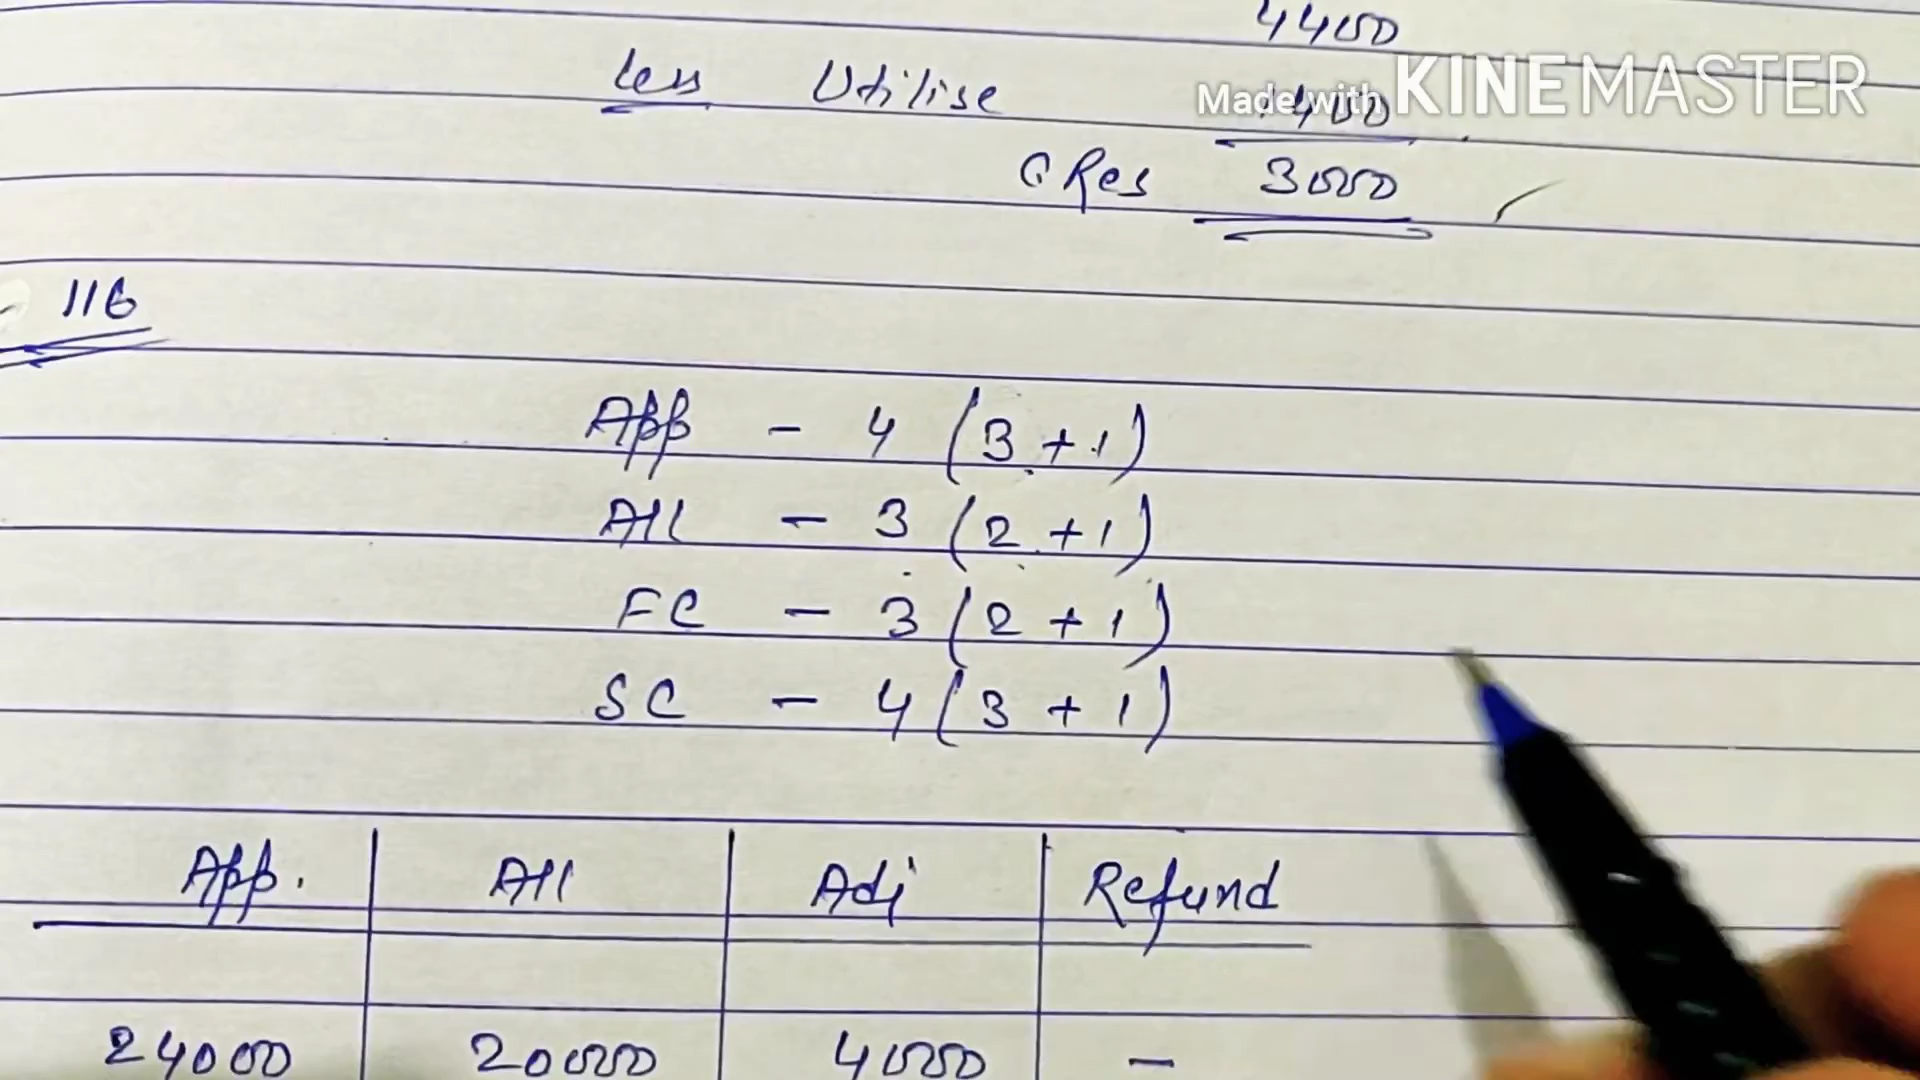 4400
Less Utilise 1400
Made with KINEMASTER
C Res 3000
116
App - 4 (3+1)
All - 3 (2+1)
FC - 3 (2+1)
SC - 4 (3+1)
App. All Adj Refund
24000 20000 4000 -